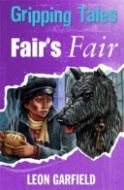 Gripping Tales
Fair's Fair
LEON GARFIELD